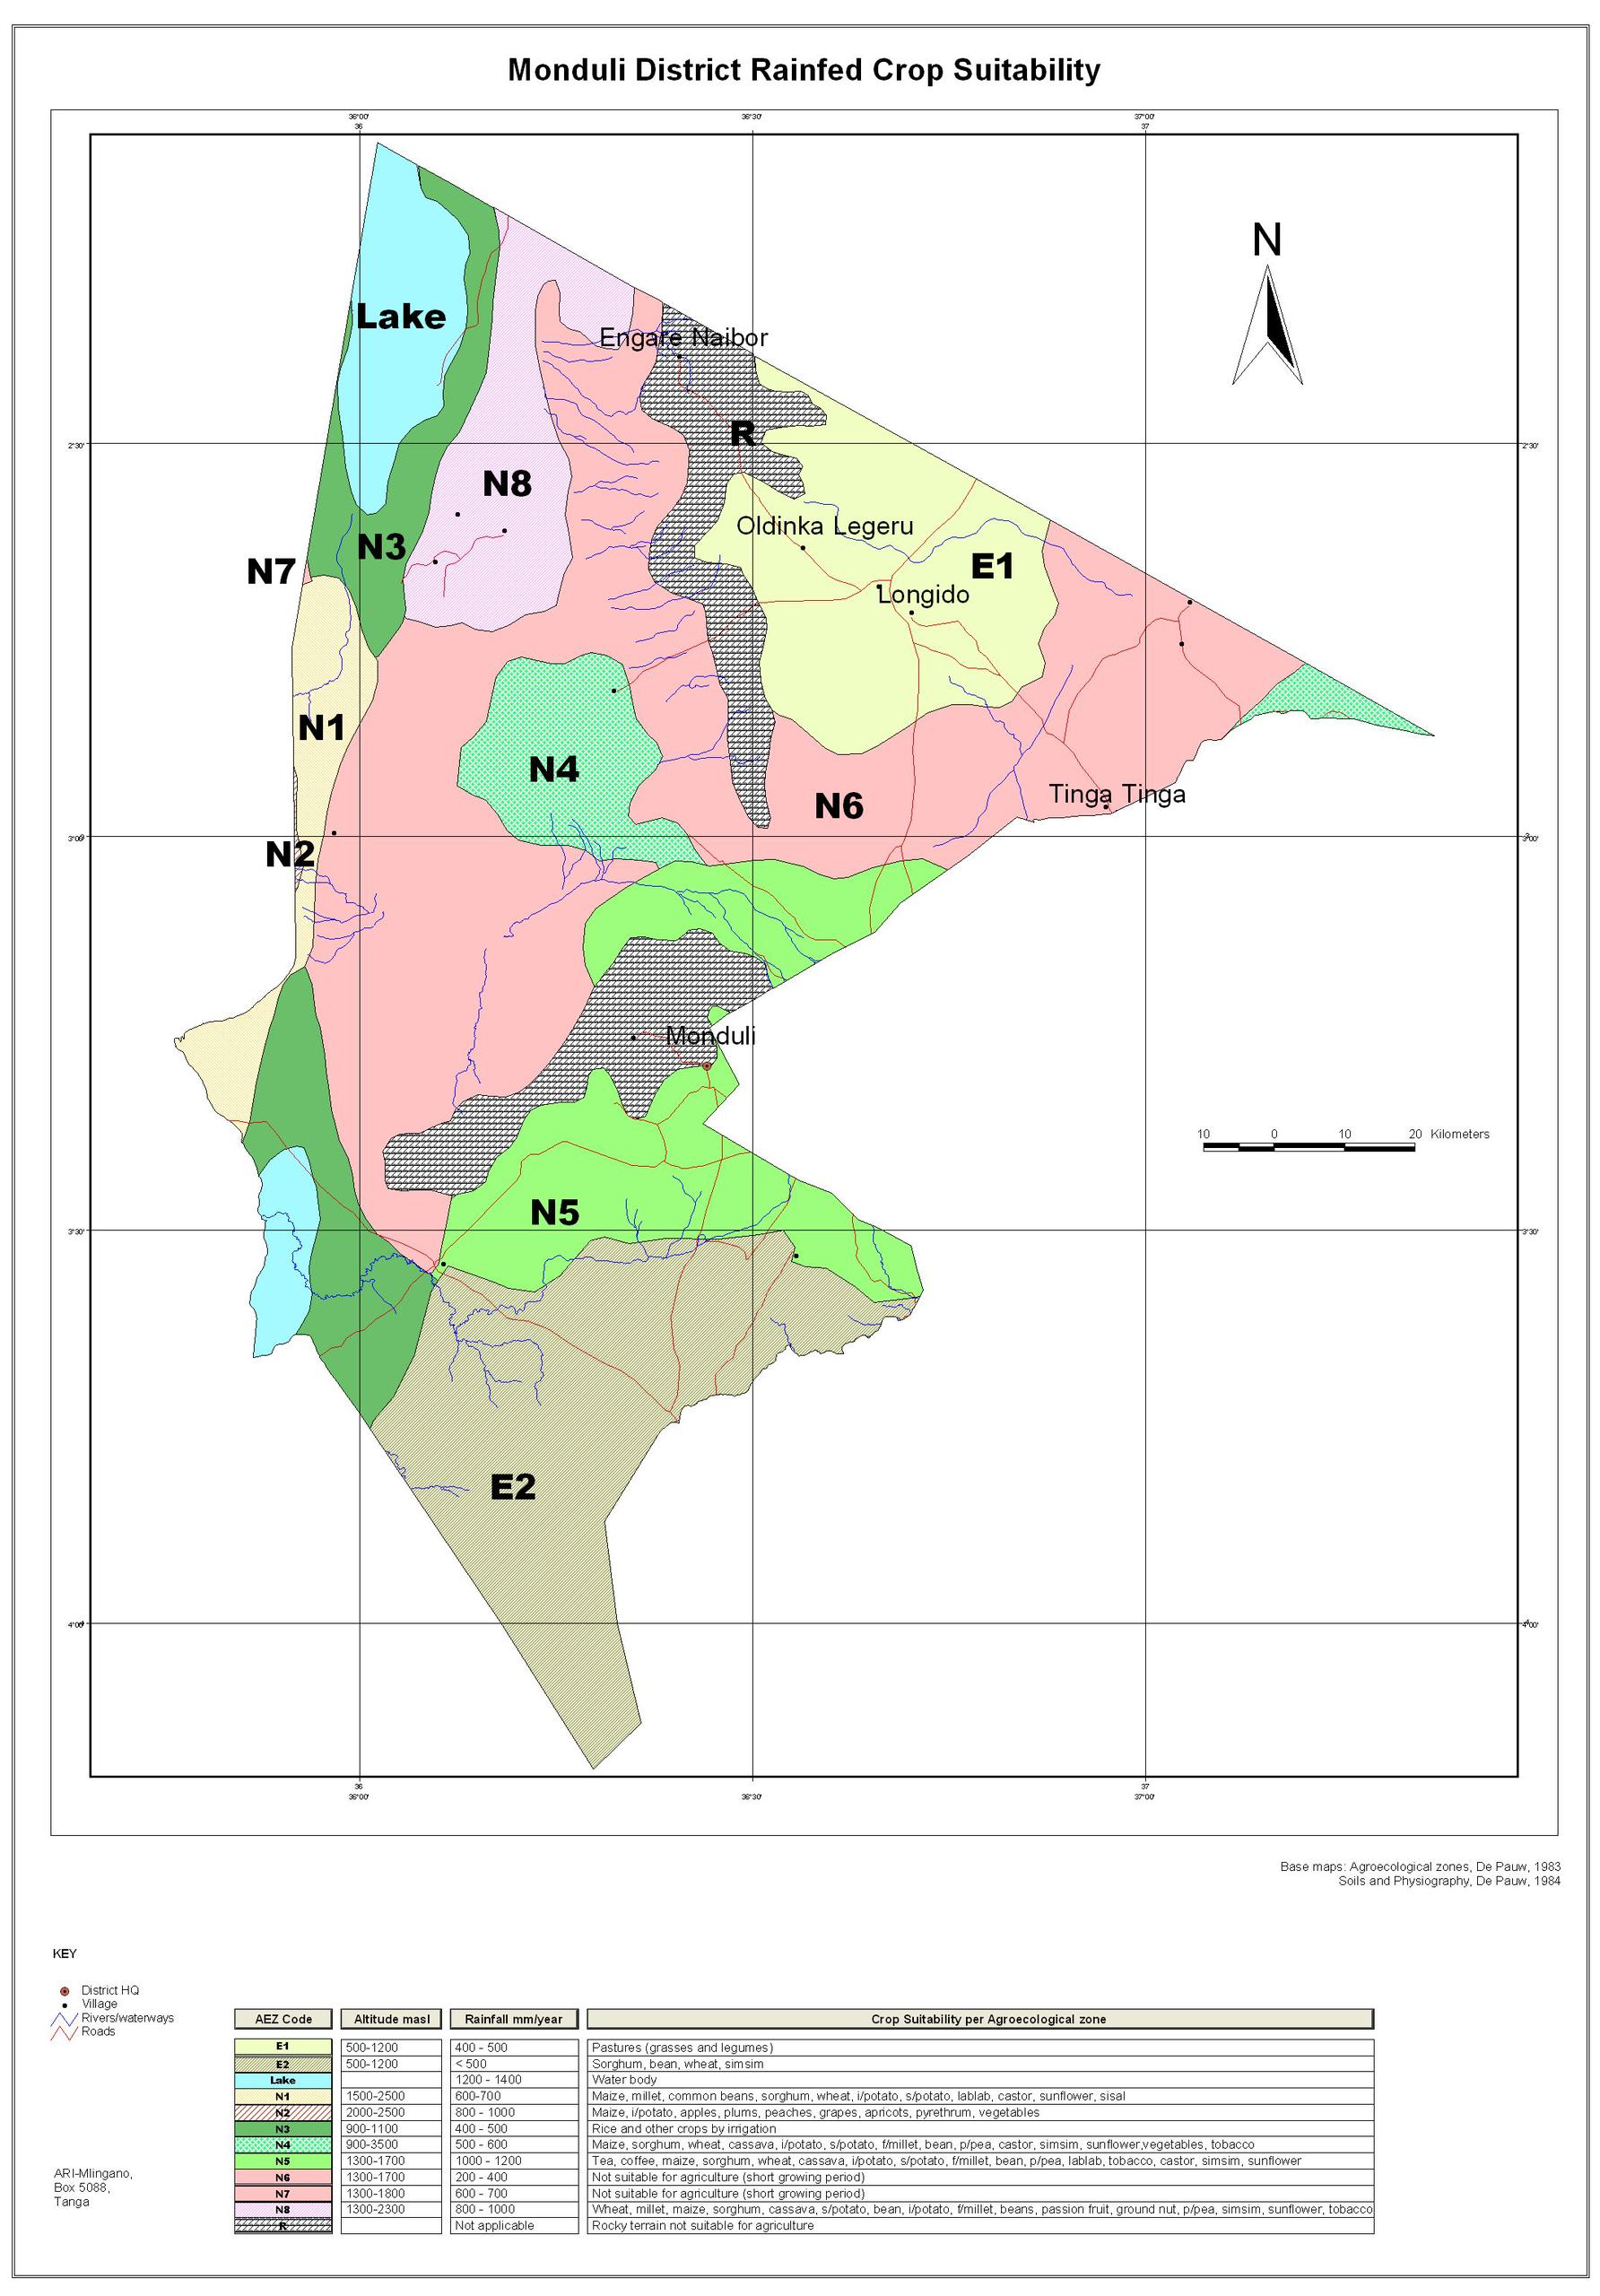 Monduli District Rainfed Crop Suitability
36°00' 36°30' 37°00'
36 37
N
Lake
Engare Naibor
2°30' R 2°30'
N8
Oldinka Legeru
N3 E1
N7
Longido
N1
N4
Tinga Tinga
N6
3°00' 3°00'
N2
Monduli
10 0 10 20 Kilometers
N5
3°30' 3°30'
E2
4°00' 4°00'
36 37
36°00' 36°30' 37°00'
Base maps: Agroecological zones, De Pauw, 1983
Soils and Physiography, De Pauw, 1984
KEY
District HQ
Village
Rivers/waterways
Roads
AEZ Code Altitude masl Rainfall mm/year Crop Suitability per Agroecological zone
E1 500-1200 400 - 500 Pastures (grasses and legumes)
E2 500-1200 < 500 Sorghum, bean, wheat, simsim
Lake 1200 - 1400 Water body
N1 1500-2500 600-700 Maize, millet, common beans, sorghum, wheat, i/potato, s/potato, lablab, castor, sunflower, sisal
N2 2000-2500 800 - 1000 Maize, i/potato, apples, plums, peaches, grapes, apricots, pyrethrum, vegetables
N3 900-1100 400 - 500 Rice and other crops by irrigation
N4 900-3500 500 - 600 Maize, sorghum, wheat, cassava, i/potato, s/potato, f/millet, bean, p/pea, castor, simsim, sunflower,vegetables, tobacco
N5 1300-1700 1000 - 1200 Tea, coffee, maize, sorghum, wheat, cassava, i/potato, s/potato, f/millet, bean, p/pea, lablab, tobacco, castor, simsim, sunflower
N6 1300-1700 200 - 400 Not suitable for agriculture (short growing period)
N7 1300-1800 600 - 700 Not suitable for agriculture (short growing period)
N8 1300-2300 800 - 1000 Wheat, millet, maize, sorghum, cassava, s/potato, bean, i/potato, f/millet, beans, passion fruit, ground nut, p/pea, simsim, sunflower, tobacco
R Not applicable Rocky terrain not suitable for agriculture
ARI-Mlingano,
Box 5088,
Tanga